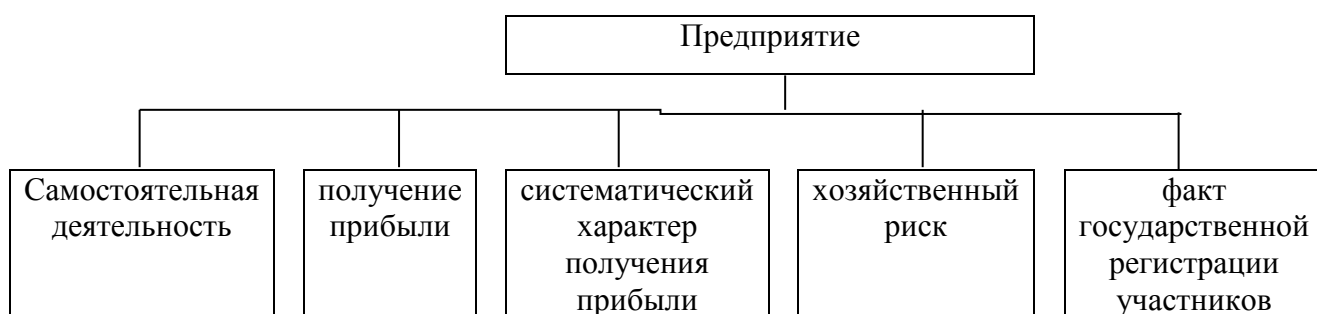 Предприятие
Самостоятельная
деятельность
получение
прибыли
систематический
характер
получения
прибыли
хозяйственный
риск
факт
государственной
регистрации
участников